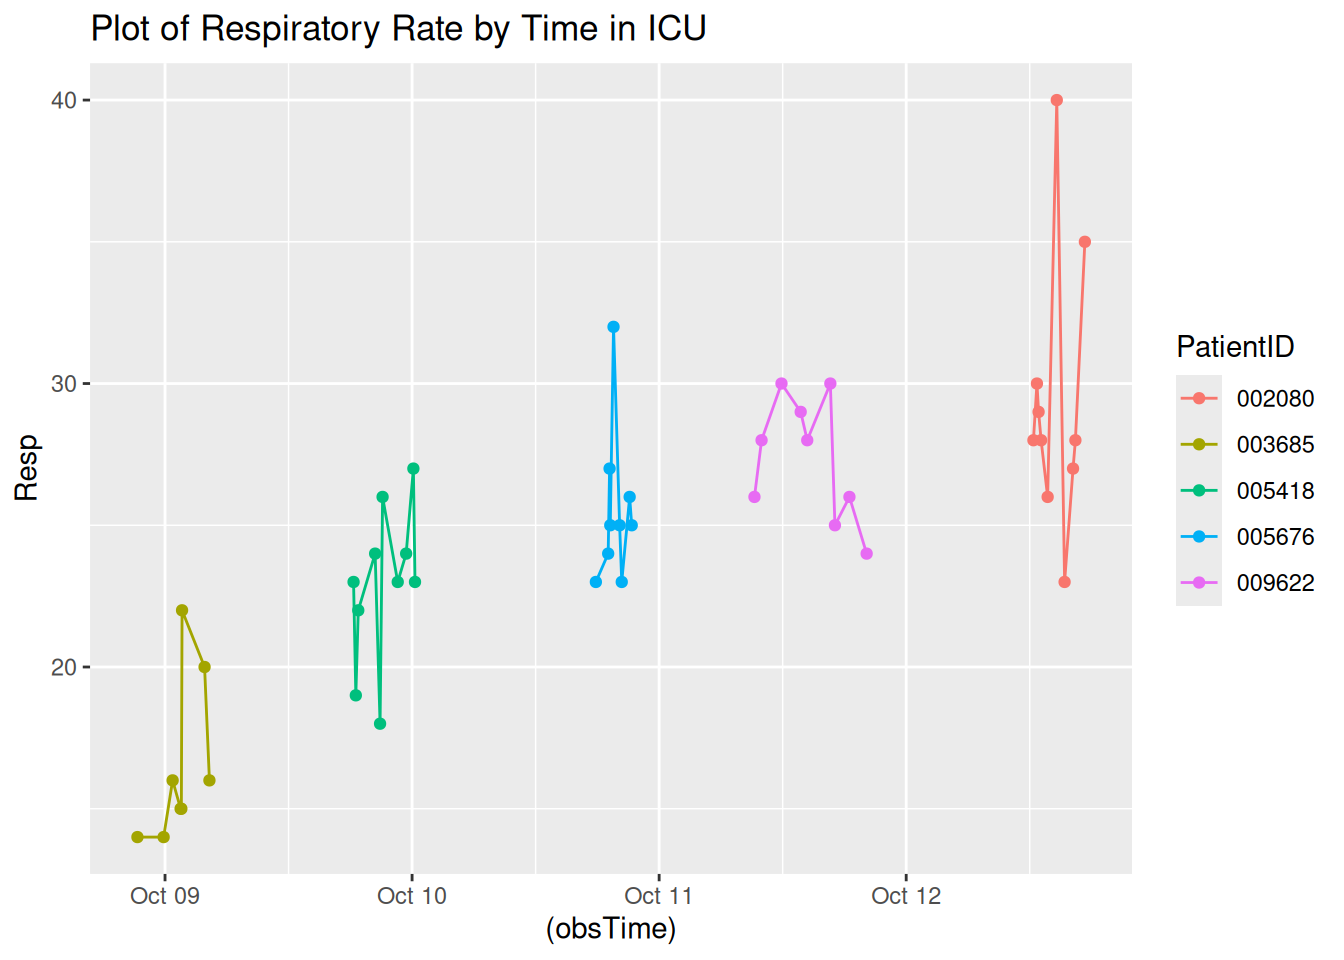 Plot of Respiratory Rate by Time in ICU
40
30
20
Resp
Oct 09
Oct 10
Oct 11
Oct 12
(obsTime)
PatientID
002080
003685
005418
005676
009622